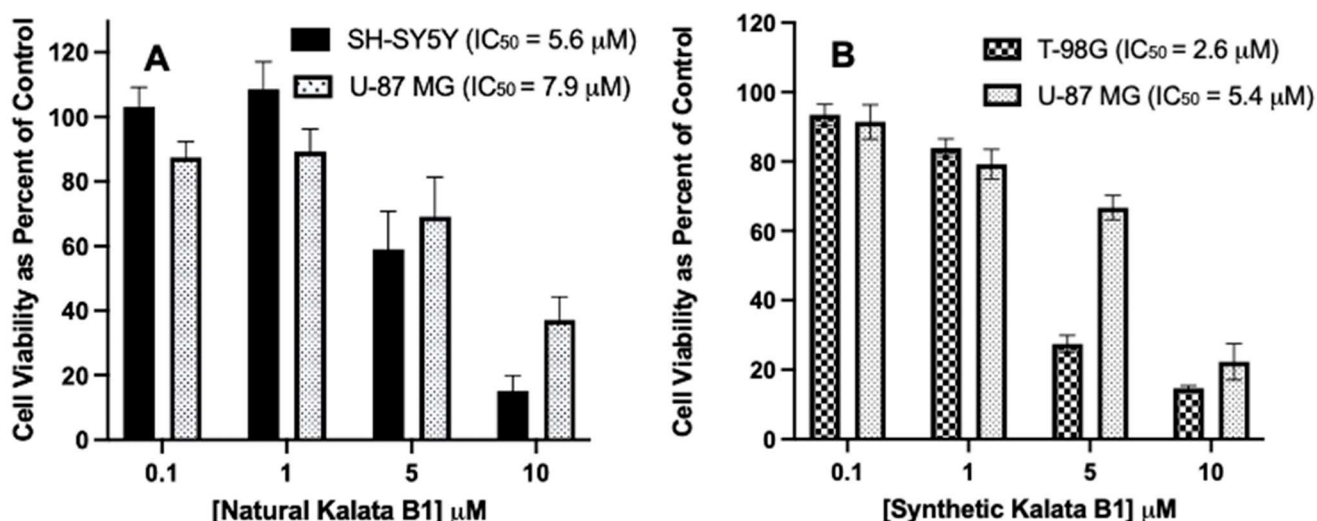 A
SH-SY5Y (IC50 = 5.6 μM)
U-87 MG (IC50 = 7.9 μM)
Cell Viability as Percent of Control
120
100
80
60
40
20
0
0.1 1 5 10
[Natural Kalata B1] μM
B
T-98G (IC50 = 2.6 μM)
U-87 MG (IC50 = 5.4 μM)
Cell Viability as Percent of Control
120
100
80
60
40
20
0
0.1 1 5 10
[Synthetic Kalata B1] μM